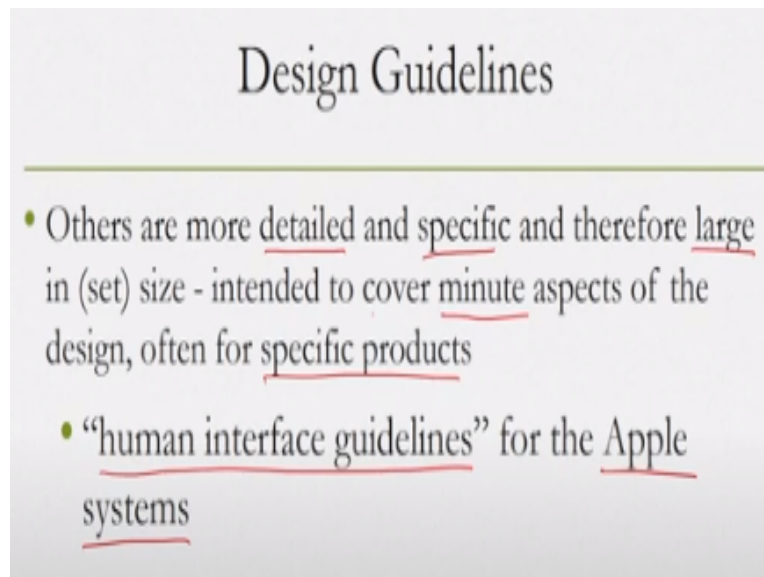 Design Guidelines
• Others are more detailed and specific and therefore large
in (set) size - intended to cover minute aspects of the
design, often for specific products
• “human interface guidelines” for the Apple
systems